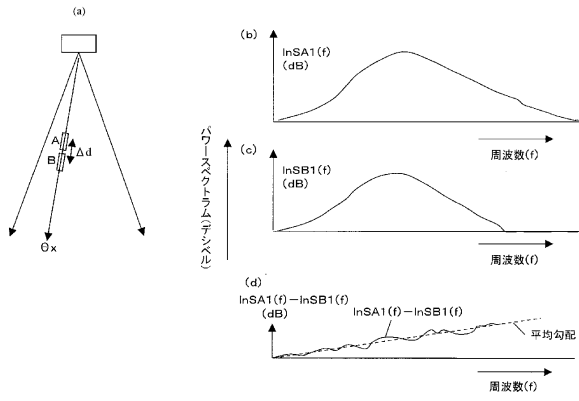 (a)
A
B
Δd
θx
パワースペクトラム(デシベル)
(b)
lnSA1(f)
(dB)
周波数(f)
(c)
lnSB1(f)
(dB)
周波数(f)
(d)
lnSA1(f)－lnSB1(f)
(dB)
lnSA1(f)－lnSB1(f)
平均勾配
周波数(f)